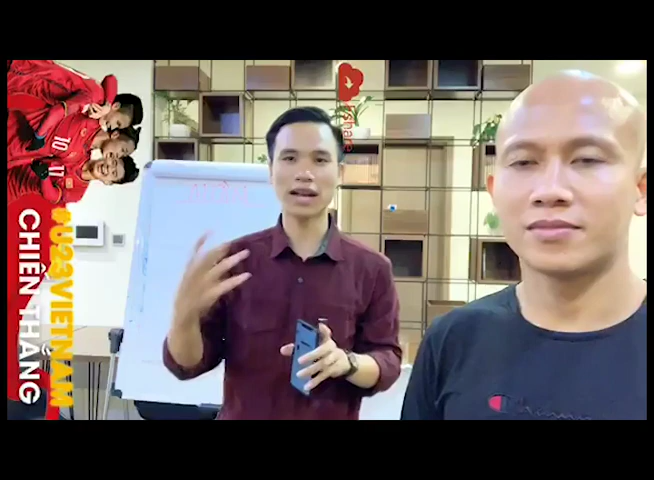 #U23VIETNAM
CHIẾN THẮNG
10
11
share
Champion